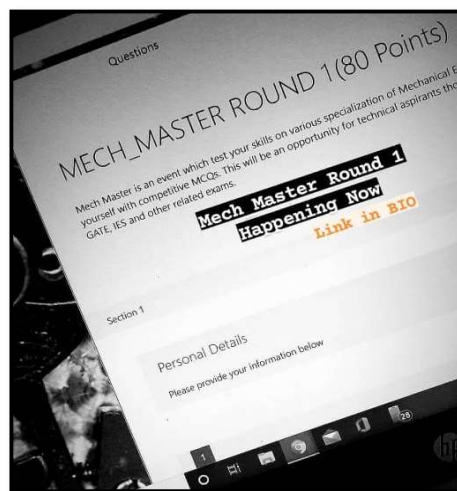 Questions
MECH_MASTER ROUND 1(80 Points)
Mech Master is an event which test your skills on various specialization of Mechanical E
yourself with competitive MCQs. This will be an opportunity for technical aspirants tho
GATE, IES and other related exams.
Mech Master Round 1
Happening Now
Link in BIO
Section 1
Personal Details
Please provide your information below
1
28
hp